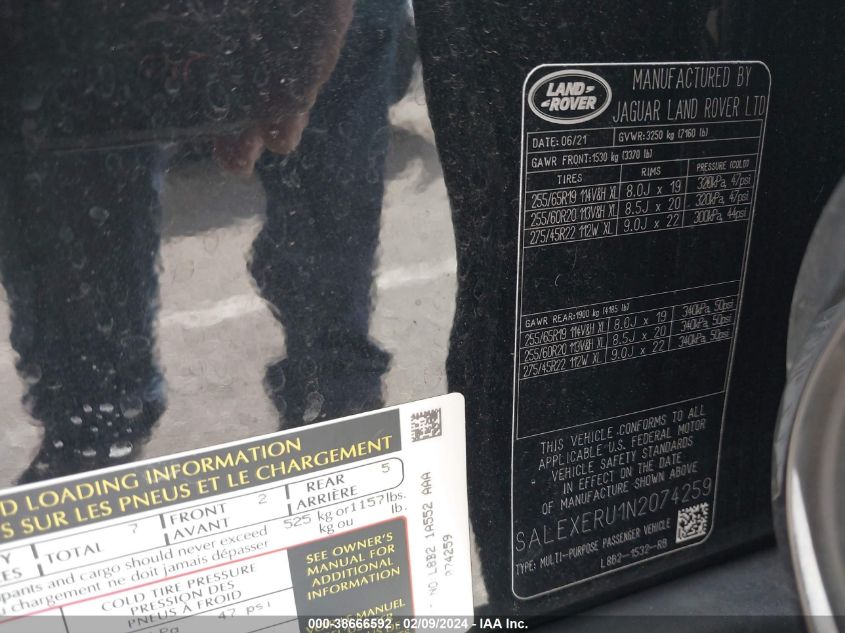 LAND ROVER
MANUFACTURED BY
JAGUAR LAND ROVER LTD
DATE: 06/21 GVWR: 3250 kg (7160 lb)
GAWR FRONT: 1530 kg (3370 lb)
TIRES RIMS PRESSURE (COLD)
255/65R19 114V&H XL 8.0J x 19 320kPa, 47psi
255/60R20 113V&H XL 8.5J x 20 320kPa, 47psi
275/45R22 112W XL 9.0J x 22 300kPa, 44psi
GAWR REAR: 1900 kg (4185 lb)
255/65R19 114V&H XL 8.0J x 19 340kPa, 50psi
255/60R20 113V&H XL 8.5J x 20 340kPa, 50psi
275/45R22 112W XL 9.0J x 22 340kPa, 50psi
THIS VEHICLE CONFORMS TO ALL
APPLICABLE U.S. FEDERAL MOTOR
VEHICLE SAFETY STANDARDS
IN EFFECT ON THE DATE
OF MANUFACTURE SHOWN ABOVE
SALEXERU1N2074259
TYPE: MULTI-PURPOSE PASSENGER VEHICLE
L8B2-1532-RB
D LOADING INFORMATION
S SUR LES PNEUS ET LE CHARGEMENT
TOTAL 7 FRONT AVANT 2 REAR ARRIÈRE 5
pants and cargo should never exceed 525 kg or 1157 lbs.
chargement ne doit jamais dépasser kg ou lb.
COLD TIRE PRESSURE
PRESSION DES
PNEUS À FROID
47 psi
SEE OWNER'S
MANUAL FOR
ADDITIONAL
INFORMATION
MANUEL
NO L8B2 1A552 AAA
074259
000-38666592 - 02/09/2024 - IAA Inc.